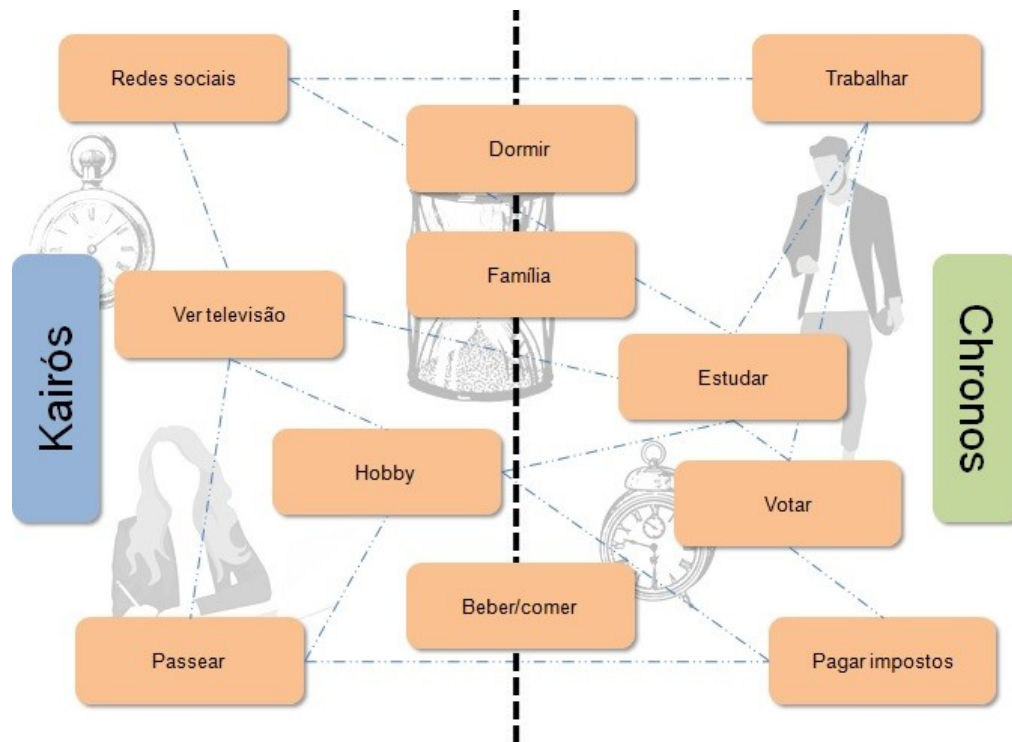 Redes sociais
Trabalhar
Dormir
Família
Kairós
Ver televisão
Chronos
Estudar
Hobby
Votar
Beber/comer
Passear
Pagar impostos